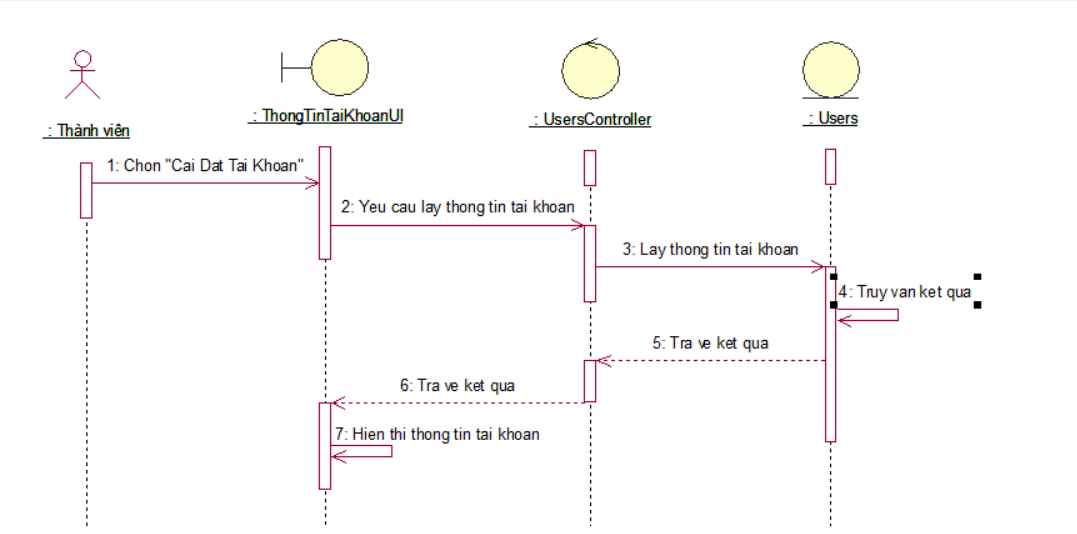 : Thành viên
: ThongTinTaiKhoanUI
: UsersController
: Users
1: Chon "Cai Dat Tai Khoan"
2: Yeu cau lay thong tin tai khoan
3: Lay thong tin tai khoan
4: Truy van ket qua
5: Tra ve ket qua
6: Tra ve ket qua
7: Hien thi thong tin tai khoan